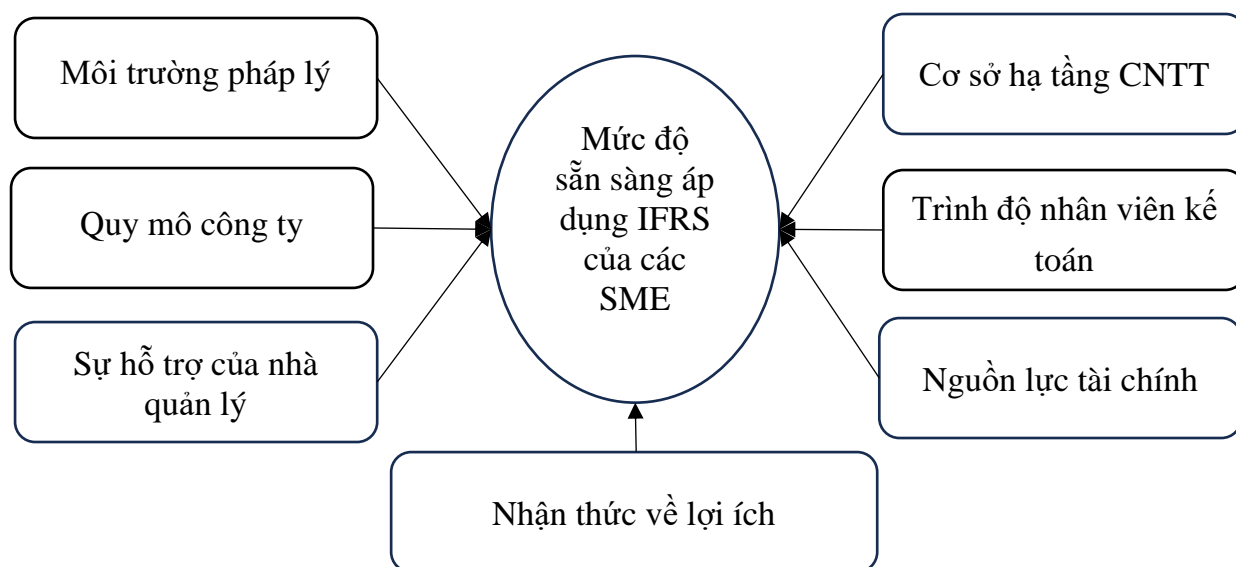 Môi trường pháp lý
Quy mô công ty
Sự hỗ trợ của nhà
quản lý
Mức độ
sẵn sàng áp
dụng IFRS
của các
SME
Cơ sở hạ tầng CNTT
Trình độ nhân viên kế
toán
Nguồn lực tài chính
Nhận thức về lợi ích